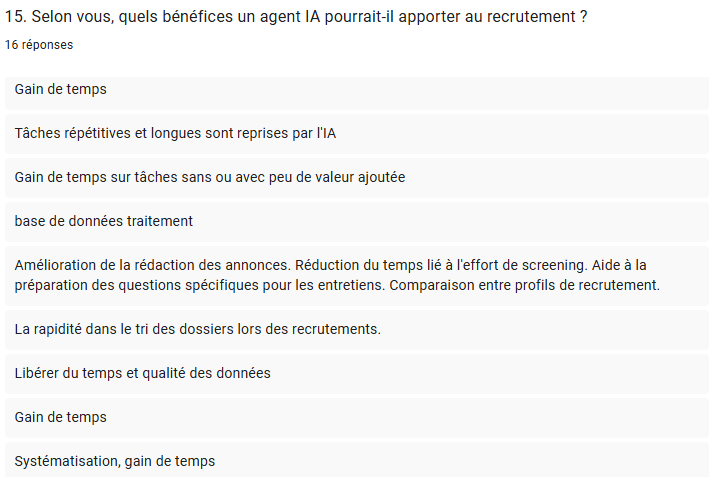 15. Selon vous, quels bénéfices un agent IA pourrait-il apporter au recrutement ?
16 réponses
Gain de temps
Tâches répétitives et longues sont reprises par l'IA
Gain de temps sur tâches sans ou avec peu de valeur ajoutée
base de données traitement
Amélioration de la rédaction des annonces. Réduction du temps lié à l'effort de screening. Aide à la
préparation des questions spécifiques pour les entretiens. Comparaison entre profils de recrutement.
La rapidité dans le tri des dossiers lors des recrutements.
Libérer du temps et qualité des données
Gain de temps
Systématisation, gain de temps